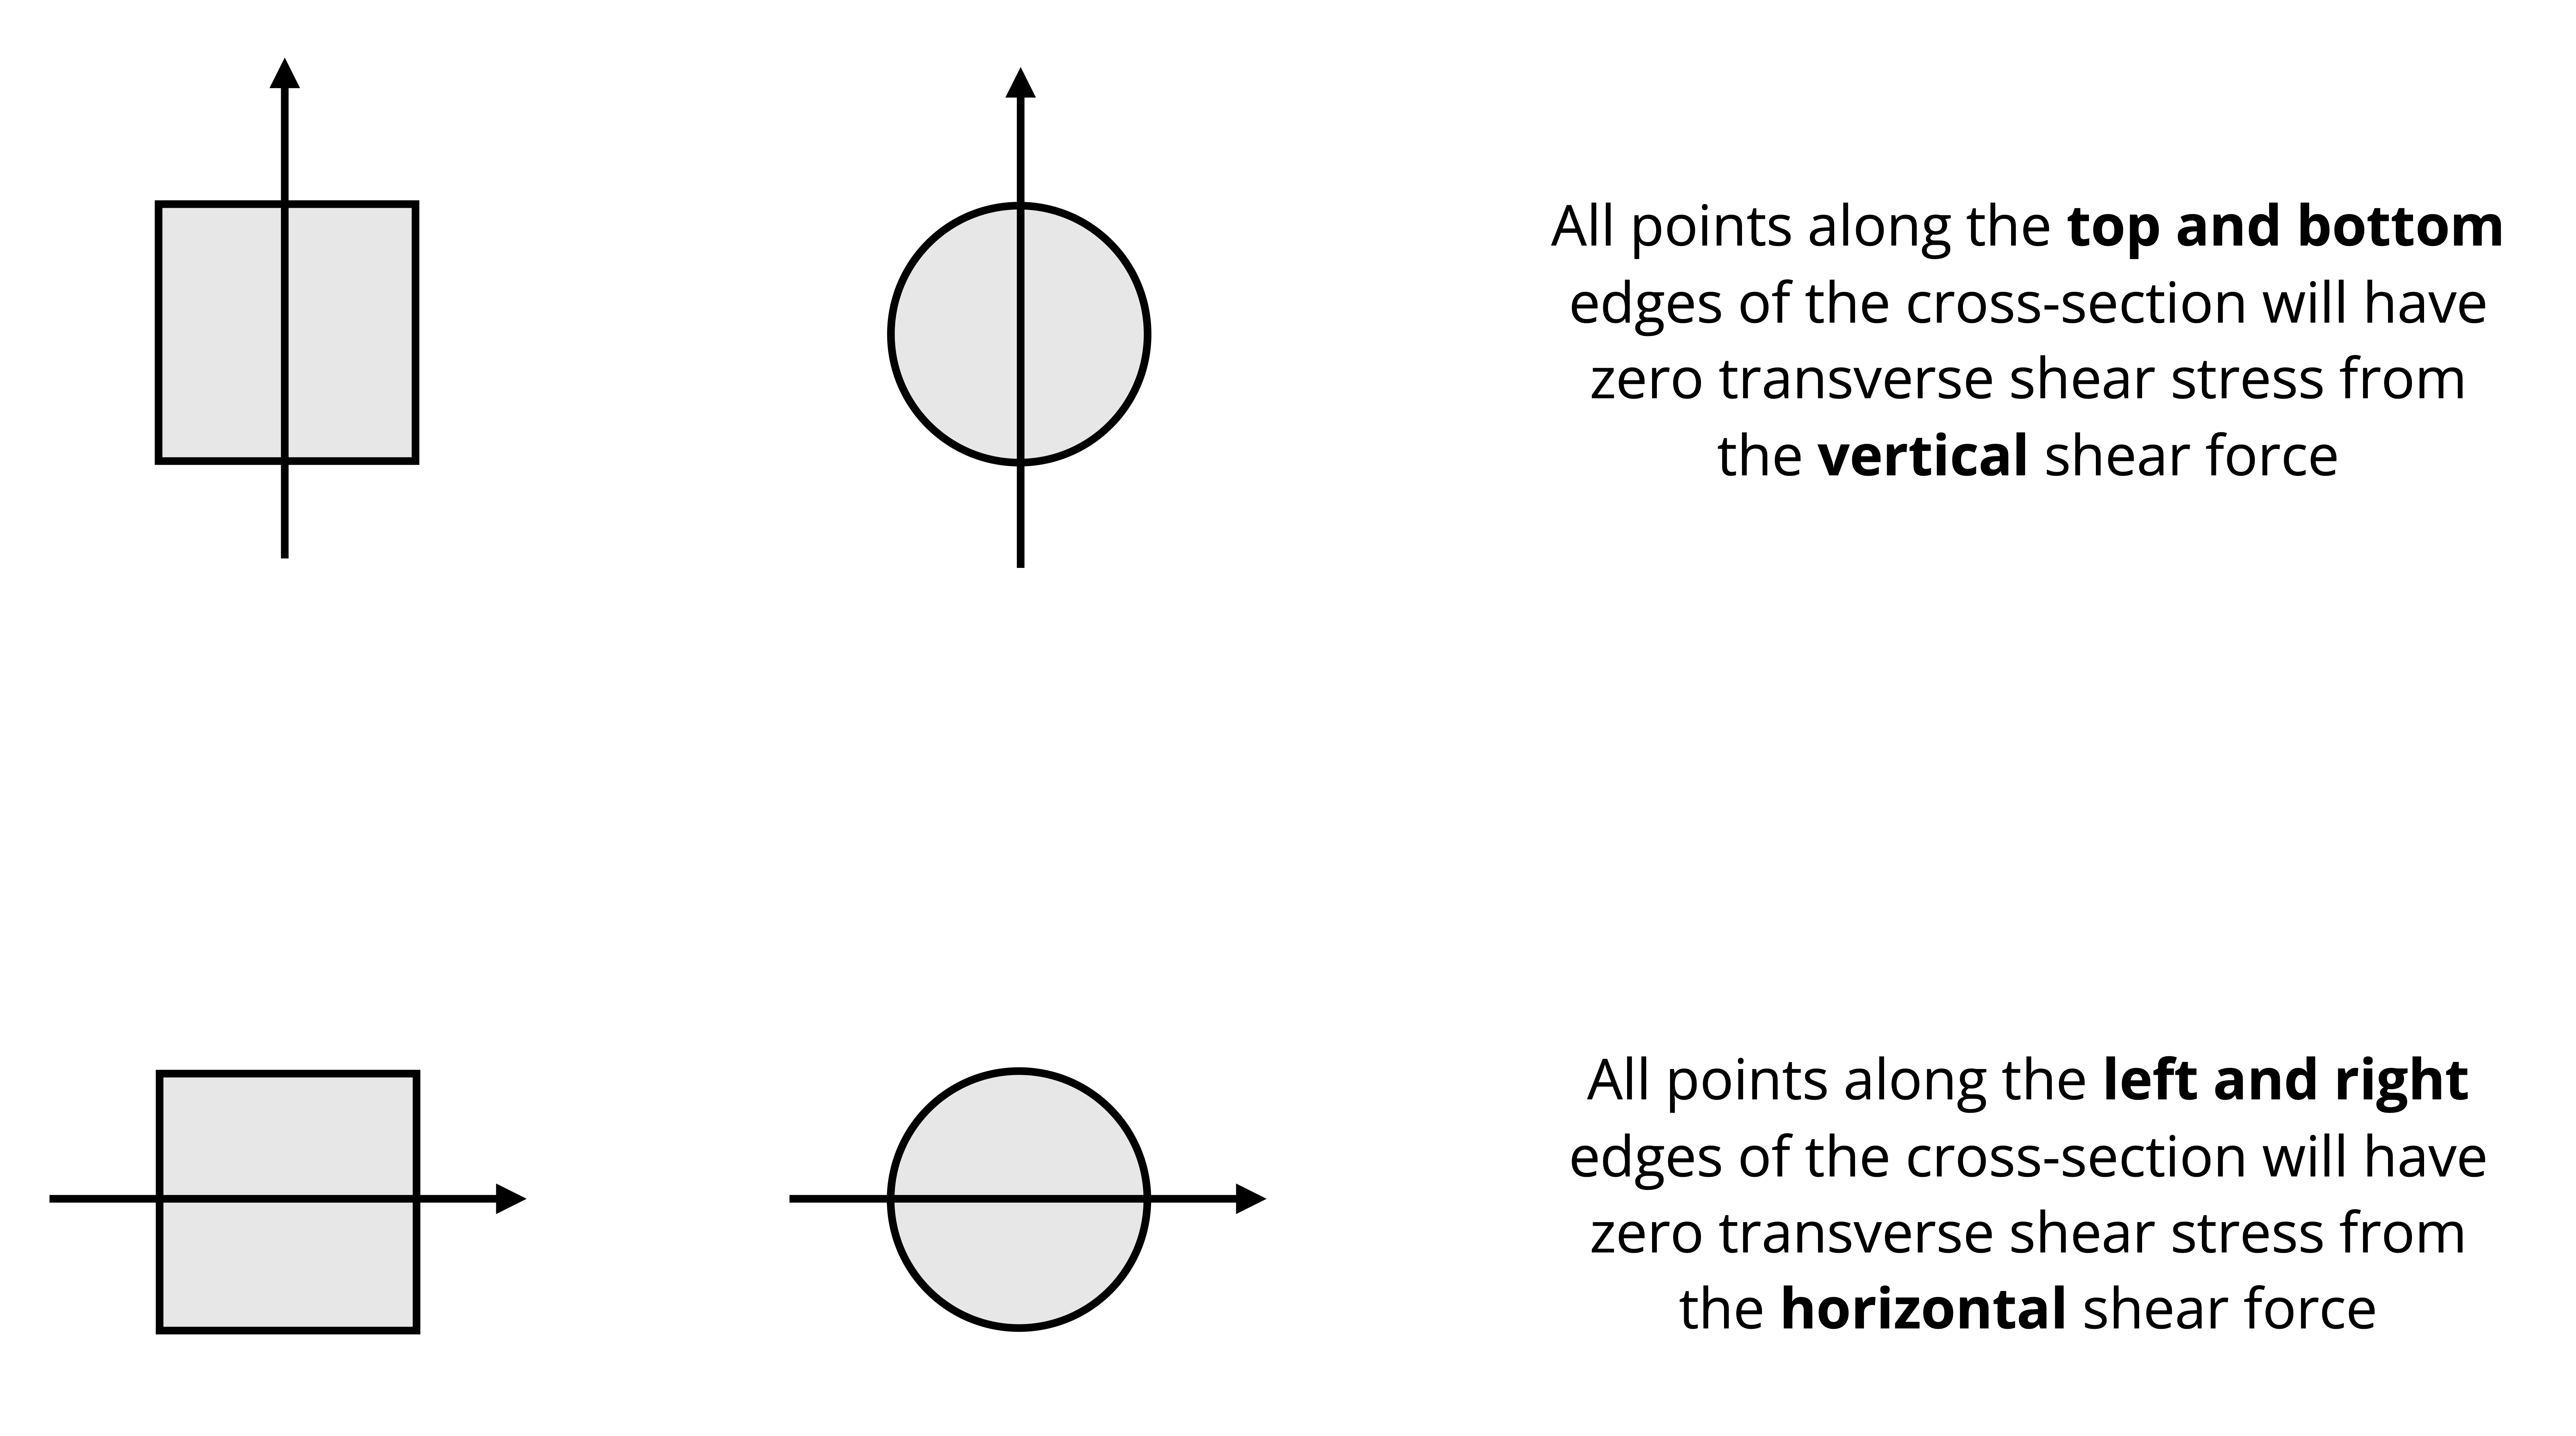 All points along the top and bottom
edges of the cross-section will have
zero transverse shear stress from
the vertical shear force
All points along the left and right
edges of the cross-section will have
zero transverse shear stress from
the horizontal shear force